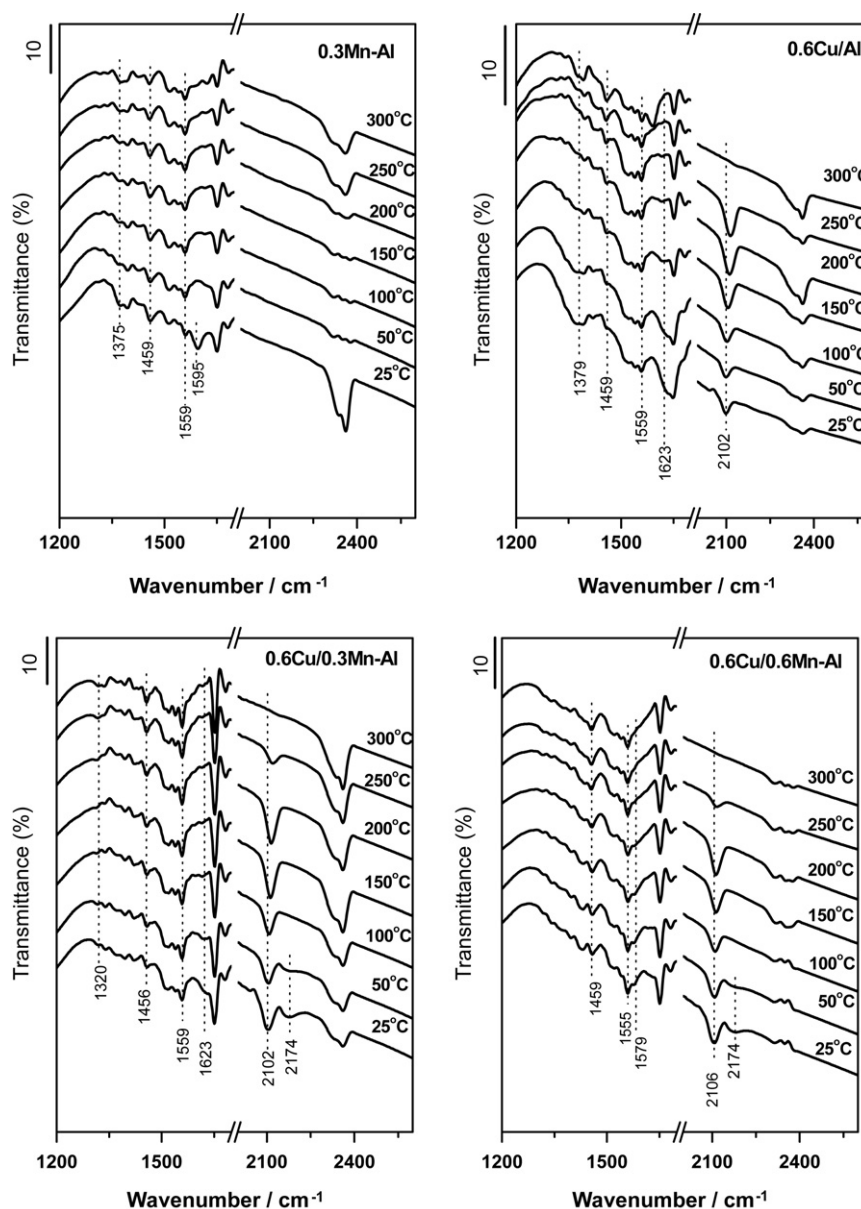 10
0.3Mn-Al
300°C
250°C
200°C
150°C
100°C
50°C
25°C
1375
1459
1559
1595
Transmittance (%)
1200
1500
2100
2400
Wavenumber / cm⁻¹
10
0.6Cu/Al
300°C
250°C
200°C
150°C
100°C
50°C
25°C
1379
1459
1559
1623
2102
Transmittance (%)
1200
1500
2100
2400
Wavenumber / cm⁻¹
10
0.6Cu/0.3Mn-Al
300°C
250°C
200°C
150°C
100°C
50°C
25°C
1320
1456
1559
1623
2102
2174
Transmittance (%)
1200
1500
2100
2400
Wavenumber / cm⁻¹
10
0.6Cu/0.6Mn-Al
300°C
250°C
200°C
150°C
100°C
50°C
25°C
1459
1555
1579
2106
2174
Transmittance (%)
1200
1500
2100
2400
Wavenumber / cm⁻¹